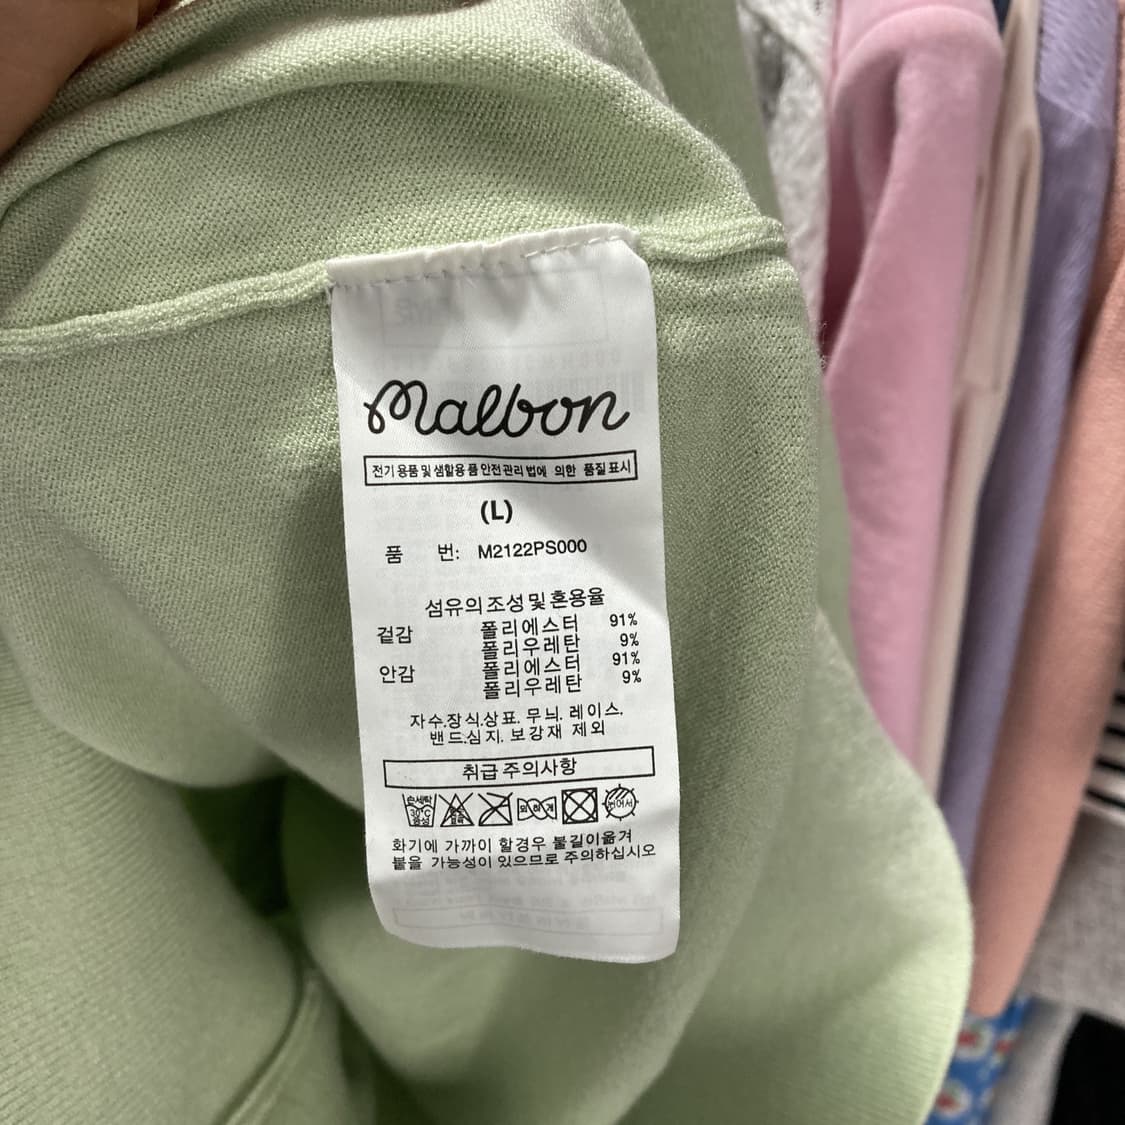 Malbon
전기용품 및 생활용품 안전관리법에 의한 품질표시
(L)
품 번: M2122PS000
섬유의 조성 및 혼용율
겉감 폴리에스터 91%
폴리우레탄 9%
안감 폴리에스터 91%
폴리우레탄 9%
자수.장식.상표. 무늬. 레이스.
밴드.심지. 보강재 제외
취급 주의사항
손세탁 30°C 중성
화기에 가까이 할경우 불길이옮겨
붙을 가능성이 있으므로 주의하십시오